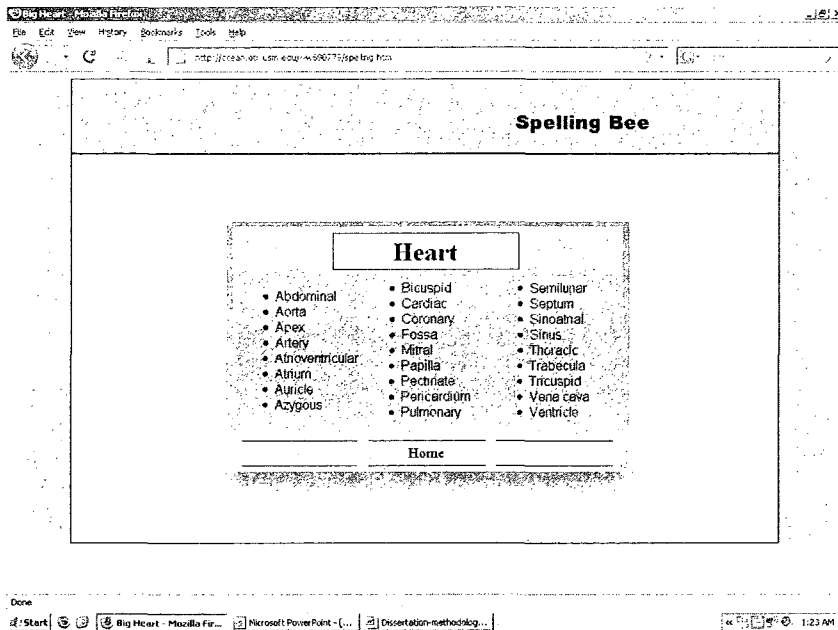 Big Heart - Mozilla Firefox
File Edit View History Bookmarks Tools Help
Spelling Bee
Heart
Abdominal
Aorta
Apex
Artery
Atrioventricular
Atrium
Auricle
Azygous
Bicuspid
Cardiac
Coronary
Fossa
Mitral
Papilla
Pectinate
Pericardium
Pulmonary
Semilunar
Septum
Sinoatrial
Sinus
Thoracic
Trabecula
Tricuspid
Vena cava
Ventricle
Home
Done
Start Big Heart - Mozilla Fir... Microsoft PowerPoint - [... Dissertation-methodolog... 1:23 AM